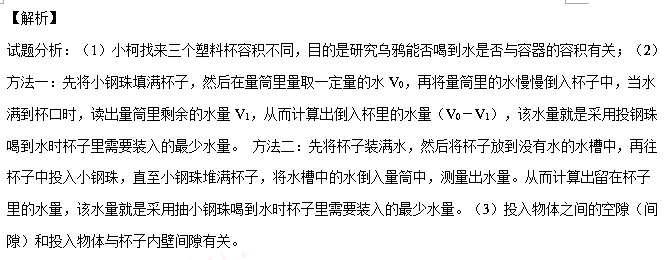 【解析】
试题分析：（1）小柯找来三个塑料杯容积不同，目的是研究乌鸦能否喝到水是否与容器的容积有关；（2）
方法一：先将小钢珠填满杯子，然后在量筒里量取一定量的水 V₀，再将量筒里的水慢慢倒入杯子中，当水
满到杯口时，读出量筒里剩余的水量 V₁，从而计算出倒入杯里的水量（V₀－V₁），该水量就是采用投钢珠
喝到水时杯子里需要装入的最少水量。 方法二：先将杯子装满水，然后将杯子放到没有水的水槽中，再往
杯子中投入小钢珠，直至小钢珠堆满杯子，将水槽中的水倒入量筒中，测量出水量。从而计算出留在杯子
里的水量，该水量就是采用抽小钢珠喝到水时杯子里需要装入的最少水量。（3）投入物体之间的空隙（间
隙）和投入物体与杯子内壁间隙有关。